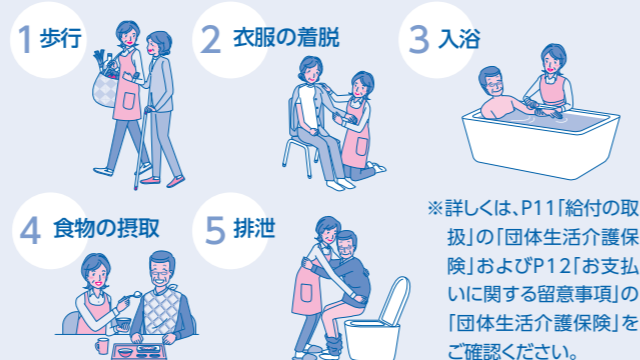 1 歩行
2 衣服の着脱
3 入浴
4 食物の摂取
5 排泄
※詳しくは、P11「給付の取
扱」の「団体生活介護保
険」およびP12「お支払
いに関する留意事項」の
「団体生活介護保険」を
ご確認ください。